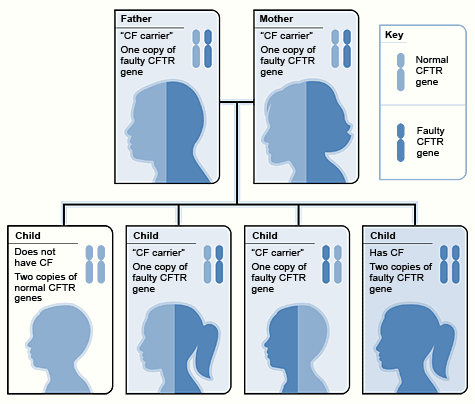 Father
"CF carrier"
One copy of
faulty CFTR
gene
Mother
"CF carrier"
One copy of
faulty CFTR
gene
Key
Normal
CFTR
gene
Faulty
CFTR
gene
Child
Does not
have CF
Two copies of
normal CFTR
genes
Child
"CF carrier"
One copy of
faulty CFTR
gene
Child
"CF carrier"
One copy of
faulty CFTR
gene
Child
Has CF
Two copies of
faulty CFTR
gene